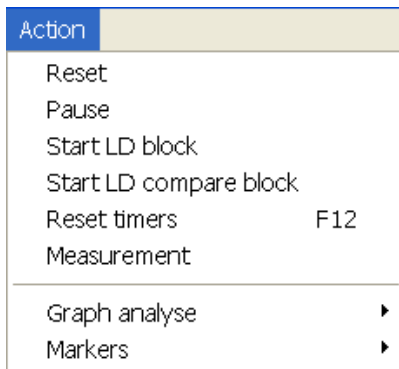 Action
Reset
Pause
Start LD block
Start LD compare block
Reset timers F12
Measurement
Graph analyse
Markers